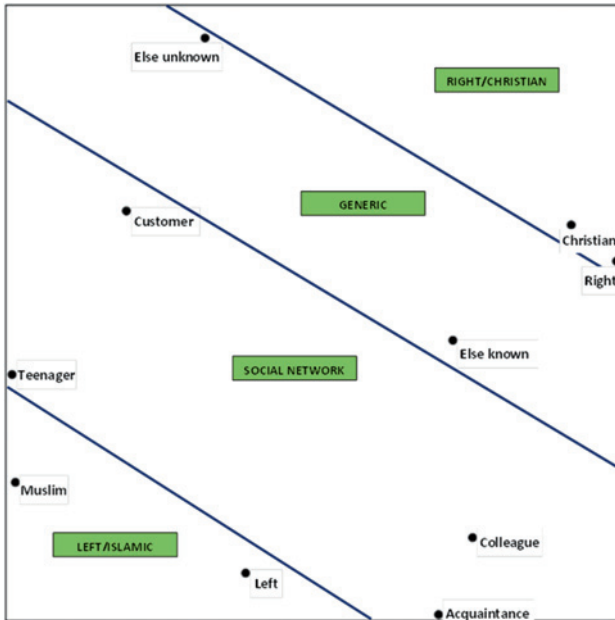 Else unknown
RIGHT/CHRISTIAN
GENERIC
Customer
Christian
Right
Else known
SOCIAL NETWORK
Teenager
Muslim
LEFT/ISLAMIC
Colleague
Left
Acquaintance